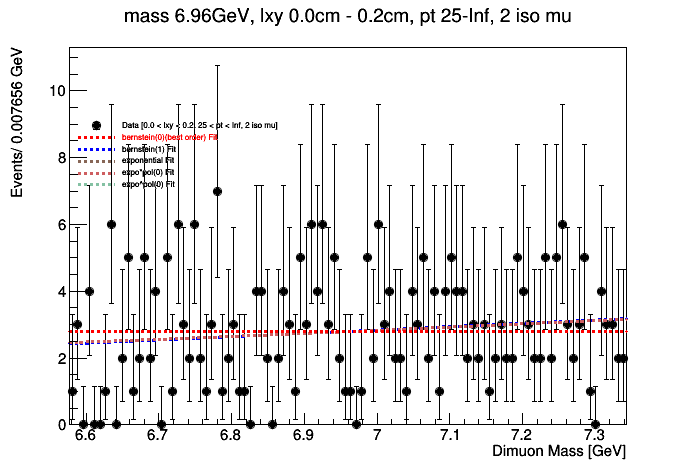 mass 6.96GeV, lxy 0.0cm - 0.2cm, pt 25-Inf, 2 iso mu
Events/ 0.007656 GeV
10
8
6
4
2
0
Data [0.0 < lxy < 0.2, 25 < pt < Inf, 2 iso mu]
bernstein(0)(best order) Fit
bernstein(1) Fit
exponential Fit
expo*pol(0) Fit
expo*pol(0) Fit
6.6 6.7 6.8 6.9 7 7.1 7.2 7.3
Dimuon Mass [GeV]